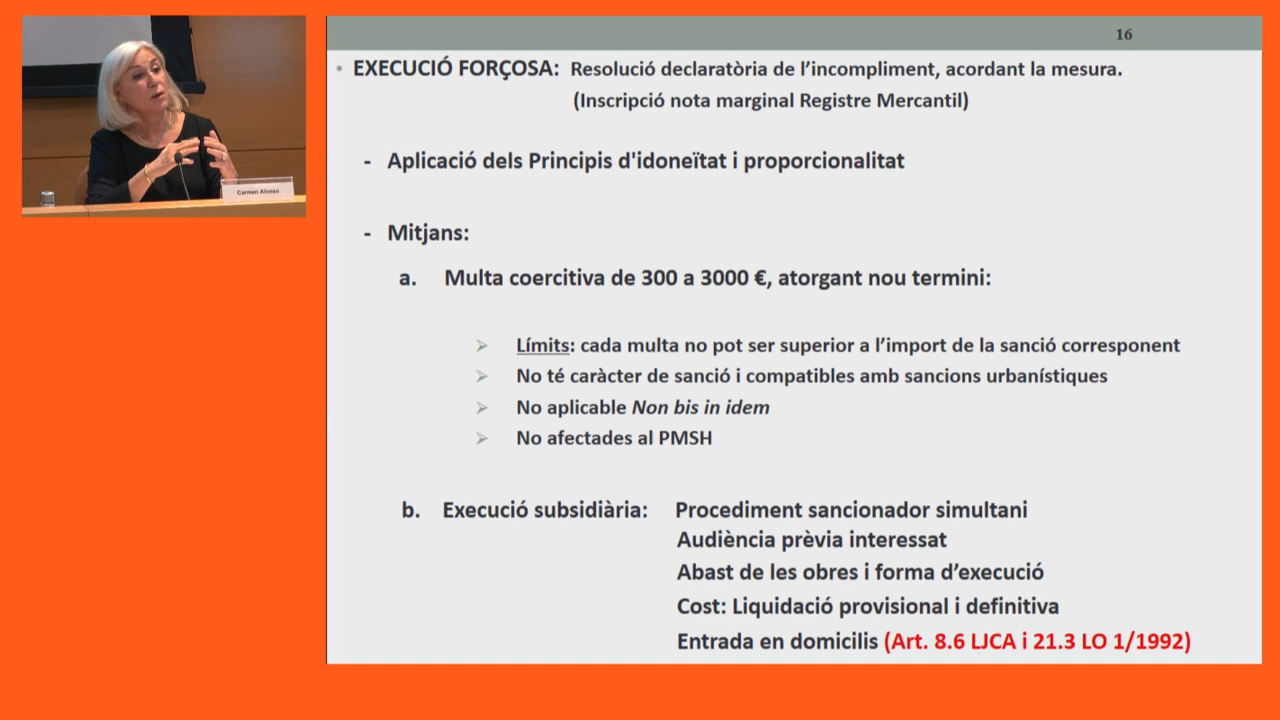 Carmen Alonso
16
• EXECUCIÓ FORÇOSA: Resolució declaratòria de l’incompliment, acordant la mesura.
(Inscripció nota marginal Registre Mercantil)
- Aplicació dels Principis d'idoneïtat i proporcionalitat
- Mitjans:
a. Multa coercitiva de 300 a 3000 €, atorgant nou termini:
Límits: cada multa no pot ser superior a l’import de la sanció corresponent
No té caràcter de sanció i compatibles amb sancions urbanístiques
No aplicable Non bis in idem
No afectades al PMSH
b. Execució subsidiària: Procediment sancionador simultani
Audiència prèvia interessat
Abast de les obres i forma d’execució
Cost: Liquidació provisional i definitiva
Entrada en domicilis (Art. 8.6 LJCA i 21.3 LO 1/1992)